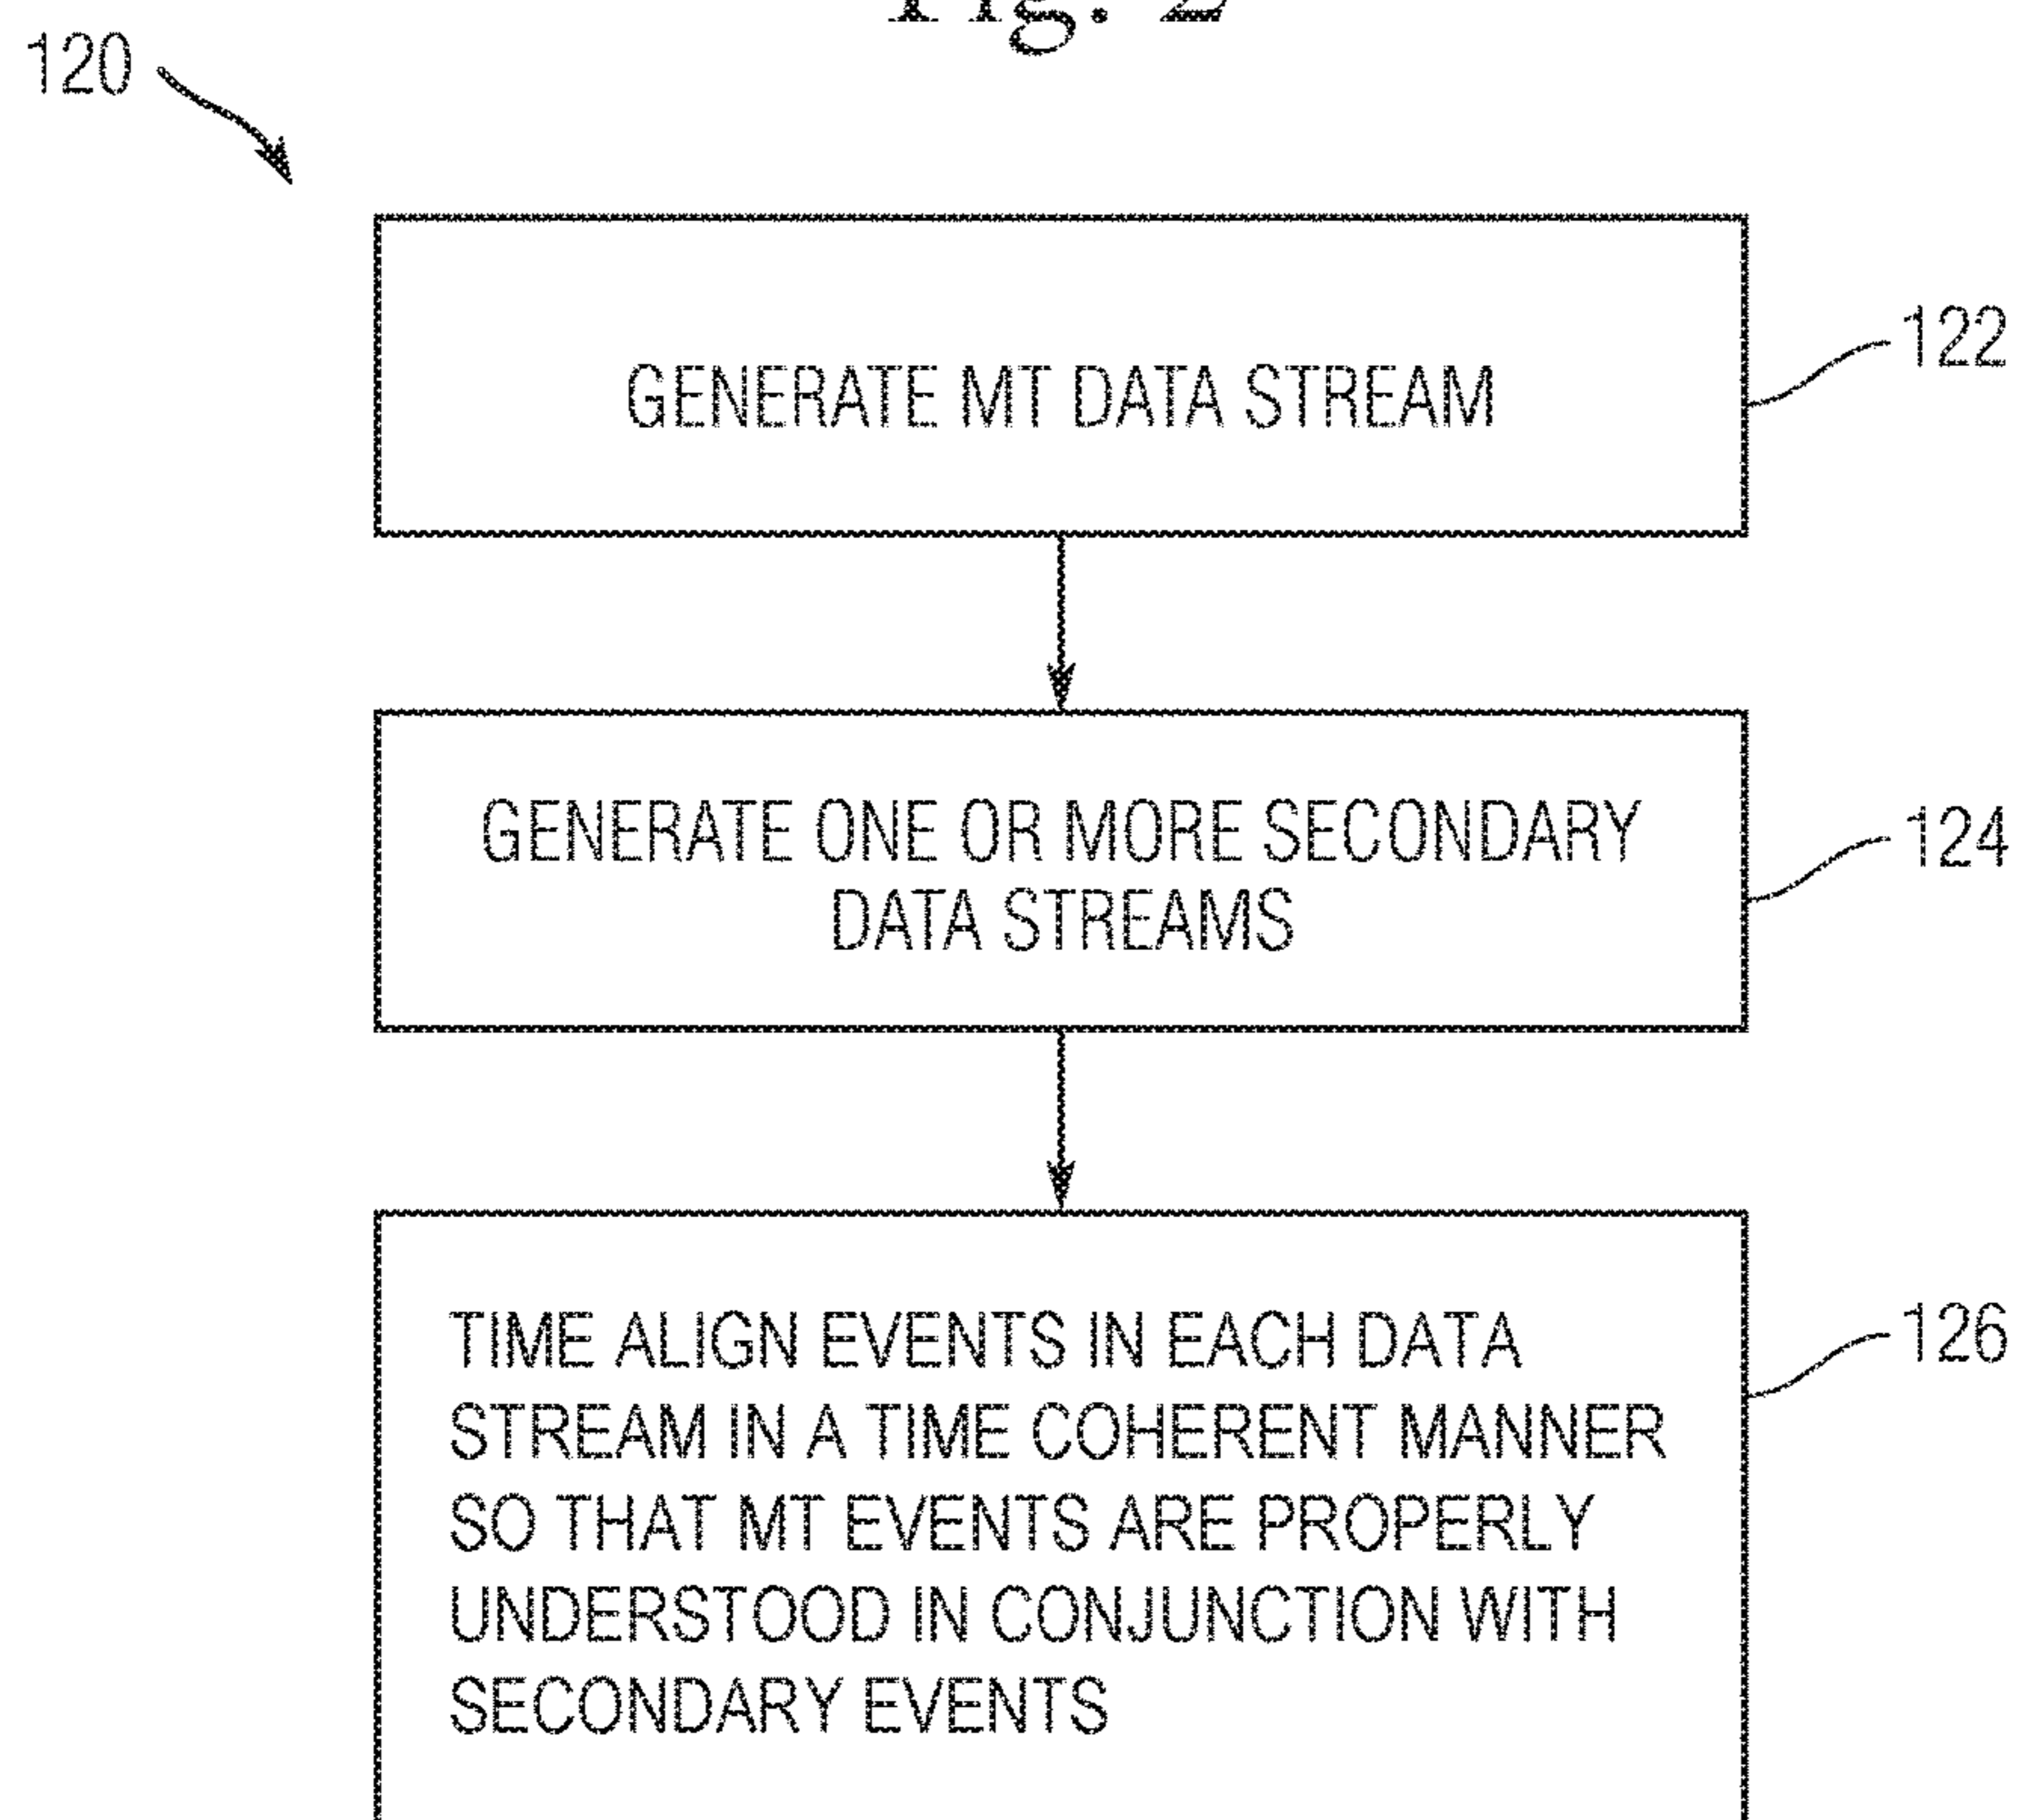 Fig. 2
120
GENERATE MT DATA STREAM
122
GENERATE ONE OR MORE SECONDARY
DATA STREAMS
124
TIME ALIGN EVENTS IN EACH DATA
STREAM IN A TIME COHERENT MANNER
SO THAT MT EVENTS ARE PROPERLY
UNDERSTOOD IN CONJUNCTION WITH
SECONDARY EVENTS
126